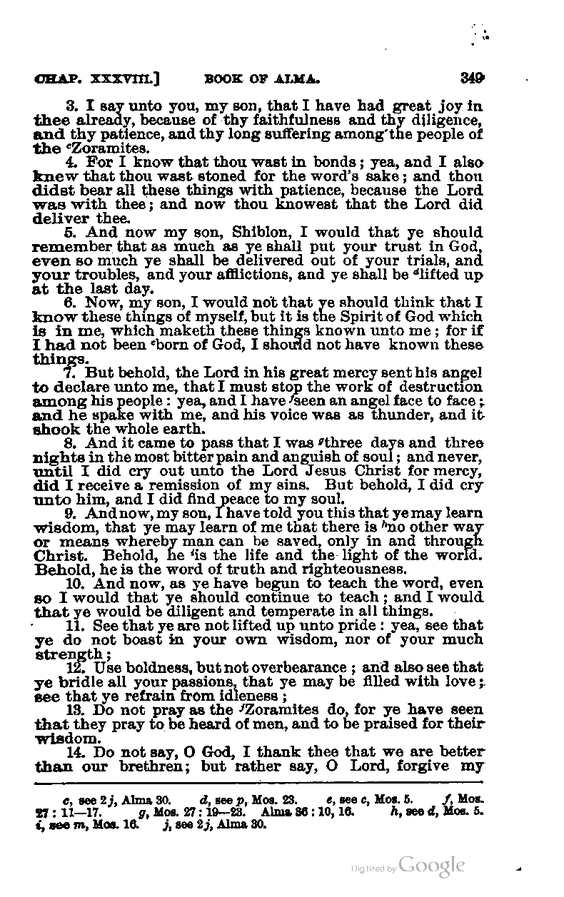 CHAP. XXXVIII.] BOOK OF ALMA. 349
3. I say unto you, my son, that I have had great joy in
thee already, because of thy faithfulness and thy diligence,
and thy patience, and thy long suffering among the people of
the cZoramites.
4. For I know that thou wast in bonds; yea, and I also
knew that thou wast stoned for the word's sake; and thou
didst bear all these things with patience, because the Lord
was with thee; and now thou knowest that the Lord did
deliver thee.
5. And now my son, Shiblon, I would that ye should
remember that as much as ye shall put your trust in God,
even so much ye shall be delivered out of your trials, and
your troubles, and your afflictions, and ye shall be dlifted up
at the last day.
6. Now, my son, I would not that ye should think that I
know these things of myself, but it is the Spirit of God which
is in me, which maketh these things known unto me; for if
I had not been eborn of God, I should not have known these
things.
7. But behold, the Lord in his great mercy sent his angel
to declare unto me, that I must stop the work of destruction
among his people: yea, and I have fseen an angel face to face;
and he spake with me, and his voice was as thunder, and it
shook the whole earth.
8. And it came to pass that I was gthree days and three
nights in the most bitter pain and anguish of soul; and never,
until I did cry out unto the Lord Jesus Christ for mercy,
did I receive a remission of my sins. But behold, I did cry
unto him, and I did find peace to my soul.
9. And now, my son, I have told you this that ye may learn
wisdom, that ye may learn of me that there is hno other way
or means whereby man can be saved, only in and through
Christ. Behold, he iis the life and the light of the world.
Behold, he is the word of truth and righteousness.
10. And now, as ye have begun to teach the word, even
so I would that ye should continue to teach; and I would
that ye would be diligent and temperate in all things.
11. See that ye are not lifted up unto pride: yea, see that
ye do not boast in your own wisdom, nor of your much
strength;
12. Use boldness, but not overbearance; and also see that
ye bridle all your passions, that ye may be filled with love;
see that ye refrain from idleness;
13. Do not pray as the jZoramites do, for ye have seen
that they pray to be heard of men, and to be praised for their
wisdom.
14. Do not say, O God, I thank thee that we are better
than our brethren; but rather say, O Lord, forgive my
c, see 2j, Alma 30. d, see p, Mos. 23. e, see c, Mos. 5. f, Mos.
27: 11—17. g, Mos. 27: 19—23. Alma 36: 10, 16. h, see d, Mos. 5.
i, see m, Mos. 16. j, see 2j, Alma 30.
Digitized by Google